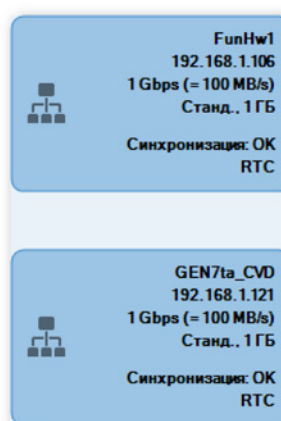 FunHw1
192.168.1.106
1 Gbps (= 100 MB/s)
Станд., 1 ГБ
Синхронизация: OK
RTC
GEN7ta_CVD
192.168.1.121
1 Gbps (= 100 MB/s)
Станд., 1 ГБ
Синхронизация: OK
RTC